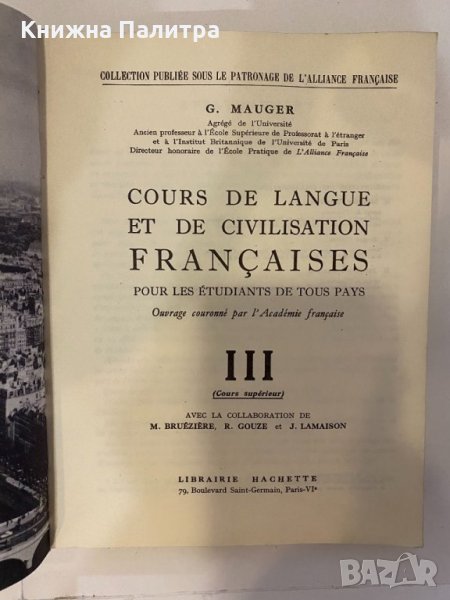 Книжна Палитра
COLLECTION PUBLIÉE SOUS LE PATRONAGE DE L'ALLIANCE FRANÇAISE
G. MAUGER
Agrégé de l'Université
Ancien professeur à l'École Supérieure de Professorat à l'étranger
et à l'Institut Britannique de l'Université de Paris
Directeur honoraire de l'École Pratique de L'Alliance Française
COURS DE LANGUE
ET DE CIVILISATION
FRANÇAISES
POUR LES ÉTUDIANTS DE TOUS PAYS
Ouvrage couronné par l'Académie française
III
(Cours supérieur)
AVEC LA COLLABORATION DE
M. BRUÉZIÈRE, R. GOUZE et J. LAMAISON
LIBRAIRIE HACHETTE
79, Boulevard Saint-Germain, Paris-VIe
BAZAR